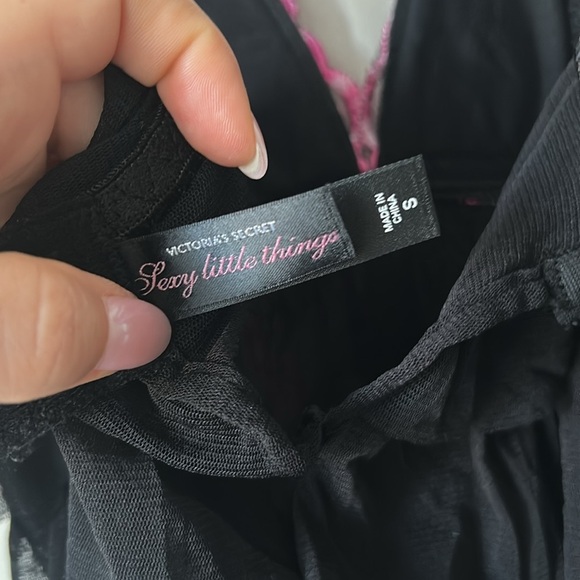 VICTORIA'S SECRET
Sexy little things
MADE IN
CHINA
S